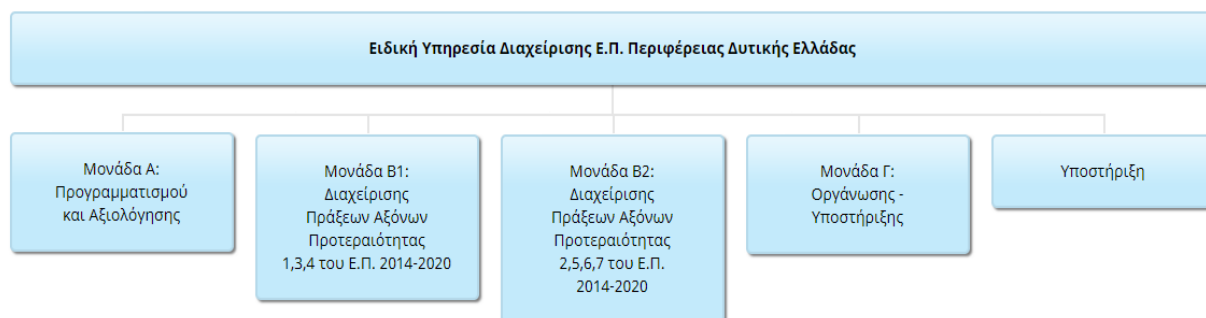 Ειδική Υπηρεσία Διαχείρισης Ε.Π. Περιφέρειας Δυτικής Ελλάδας
Μονάδα Α:
Προγραμματισμού
και Αξιολόγησης
Μονάδα Β1:
Διαχείρισης
Πράξεων Αξόνων
Προτεραιότητας
1,3,4 του Ε.Π. 2014-2020
Μονάδα Β2:
Διαχείρισης
Πράξεων Αξόνων
Προτεραιότητας
2,5,6,7 του Ε.Π.
2014-2020
Μονάδα Γ:
Οργάνωσης -
Υποστήριξης
Υποστήριξη